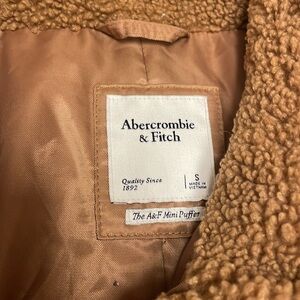 Abercrombie
& Fitch
Quality Since
1892
S
MADE IN
VIETNAM
The A&F Mini Puffer